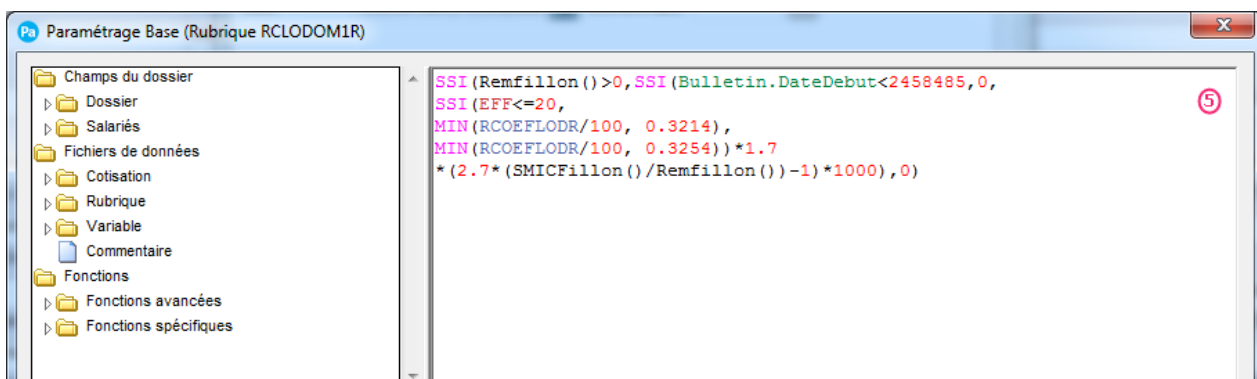 Pa Paramétrage Base (Rubrique RCLODOM1R)
x
Champs du dossier
Dossier
Salariés
Fichiers de données
Cotisation
Rubrique
Variable
Commentaire
Fonctions
Fonctions avancées
Fonctions spécifiques
SSI(Remfillon()>0,SSI(Bulletin.DateDebut<2458485,0,
SSI(EFF<=20,
MIN(RCOEFLODR/100, 0.3214),
MIN(RCOEFLODR/100, 0.3254))*1.7
*(2.7*(SMICFillon()/Remfillon())-1)*1000),0)
5